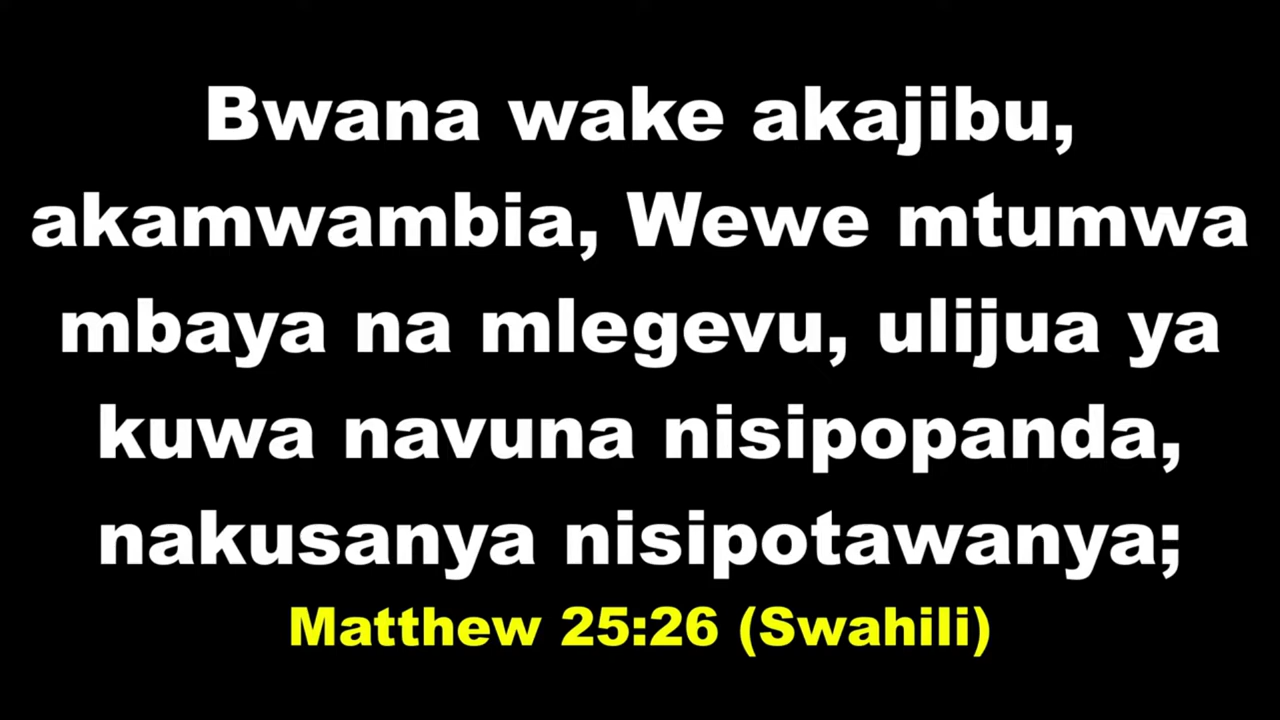 Bwana wake akajibu,
akamwambia, Wewe mtumwa
mbaya na mlegevu, ulijua ya
kuwa navuna nisipopanda,
nakusanya nisipotawanya;
Matthew 25:26 (Swahili)